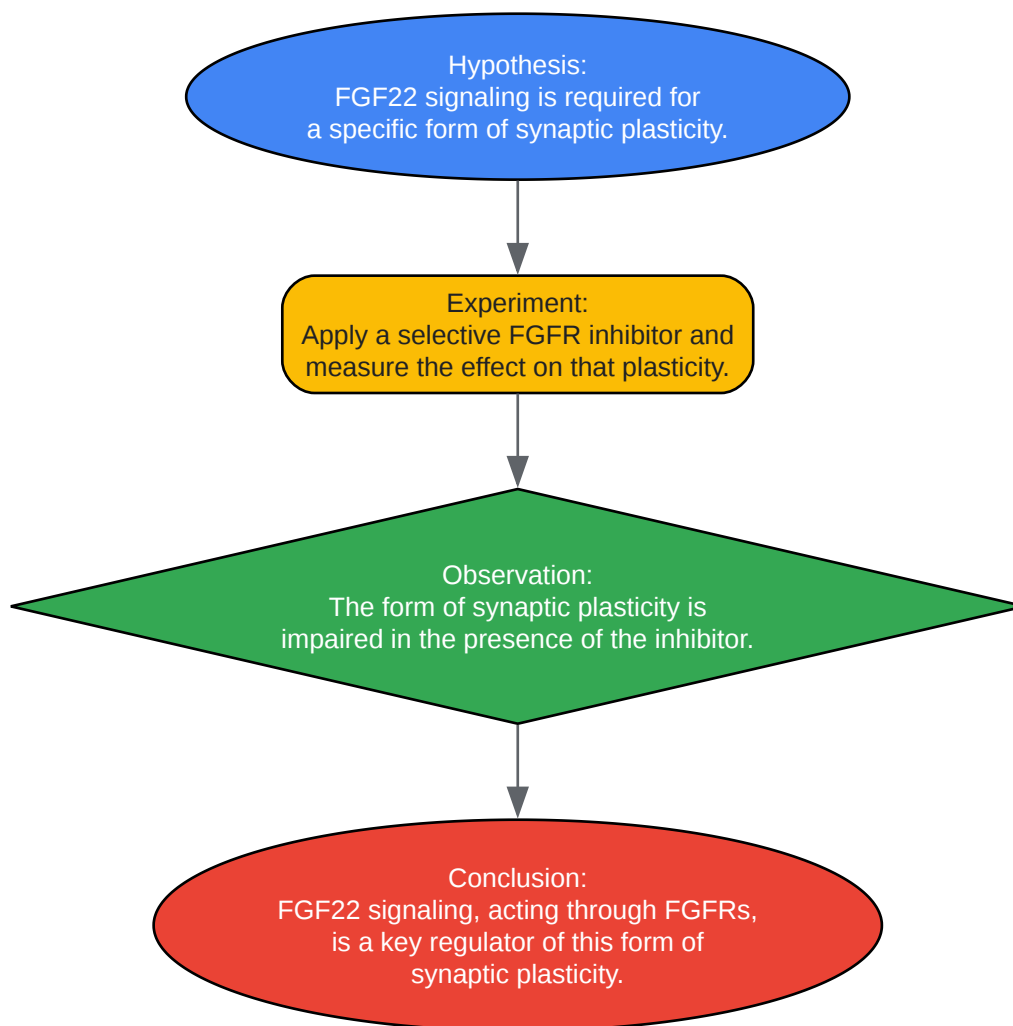 Hypothesis:
FGF22 signaling is required for
a specific form of synaptic plasticity.
Experiment:
Apply a selective FGFR inhibitor and
measure the effect on that plasticity.
Observation:
The form of synaptic plasticity is
impaired in the presence of the inhibitor.
Conclusion:
FGF22 signaling, acting through FGFRs,
is a key regulator of this form of
synaptic plasticity.